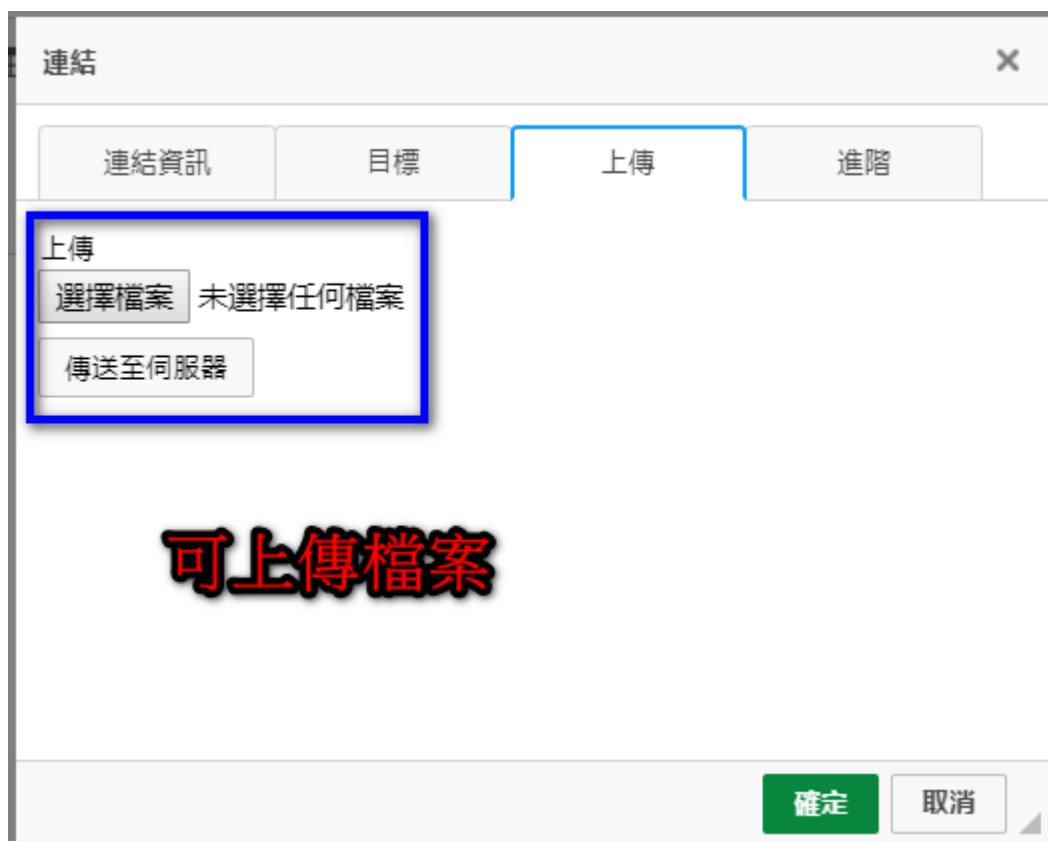 連結
連結資訊 目標 上傳 進階
上傳
選擇檔案 未選擇任何檔案
傳送至伺服器
可上傳檔案
確定 取消